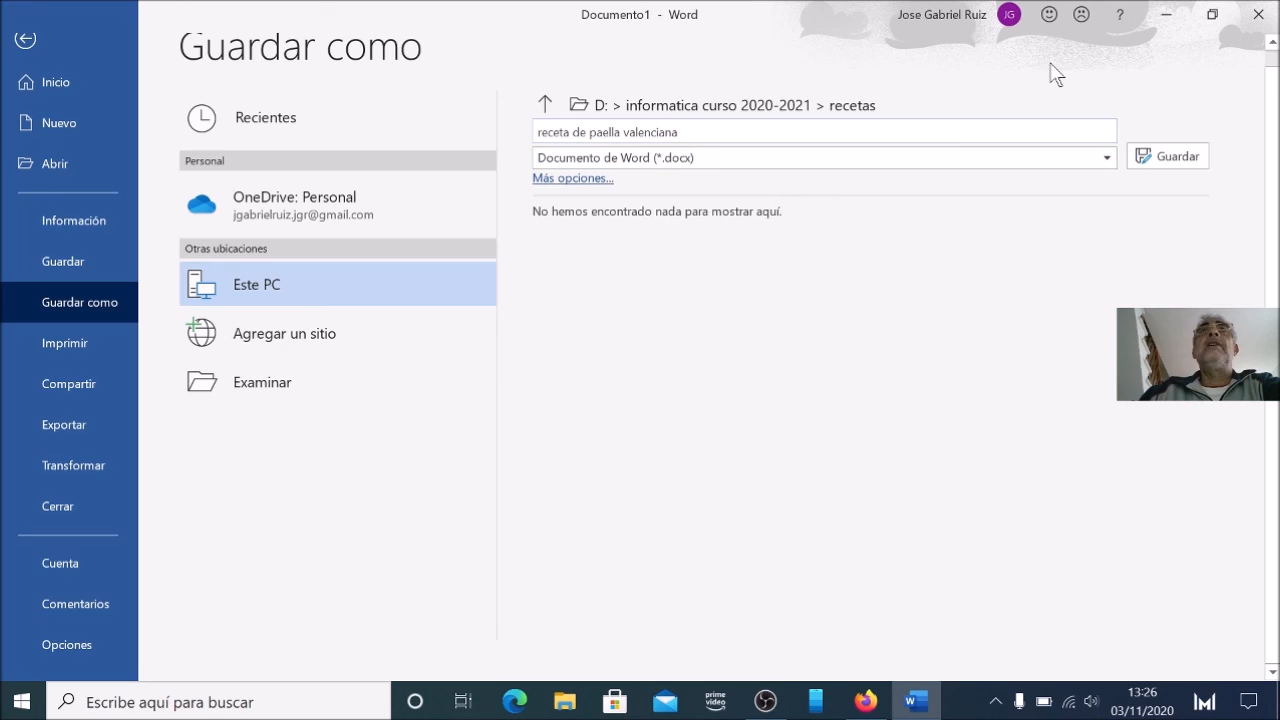 Documento1 - Word
Jose Gabriel Ruiz
JG
?
Guardar como
Inicio
Nuevo
Abrir
Información
Guardar
Guardar como
Imprimir
Compartir
Exportar
Transformar
Cerrar
Cuenta
Comentarios
Opciones
Recientes
Personal
OneDrive: Personal
jgabrielruiz.jgr@gmail.com
Otras ubicaciones
Este PC
Agregar un sitio
Examinar
D: > informatica curso 2020-2021 > recetas
receta de paella valenciana
Documento de Word (*.docx)
Guardar
Más opciones...
No hemos encontrado nada para mostrar aquí.
Escribe aquí para buscar
prime
video
W
13:26
03/11/2020